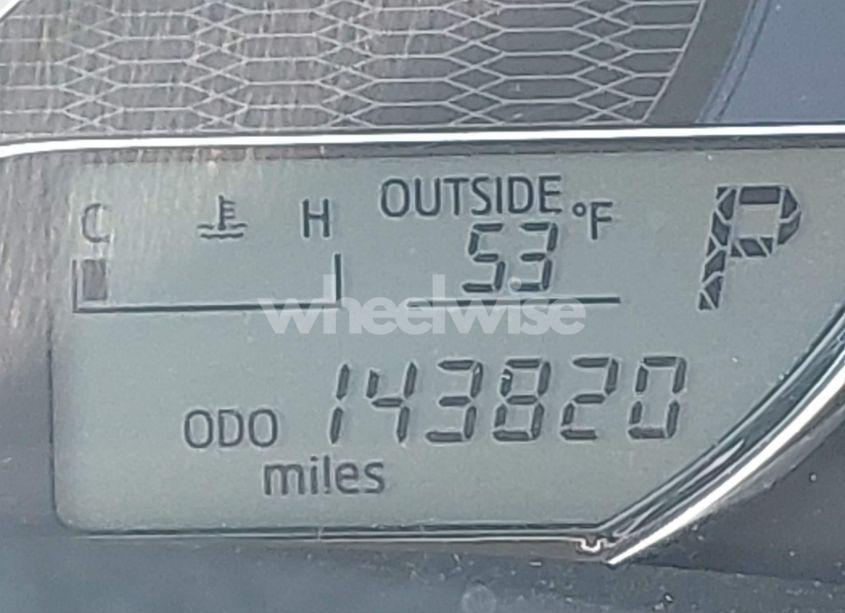 C H OUTSIDE °F P
53
wheelwise
ODO 143820
miles